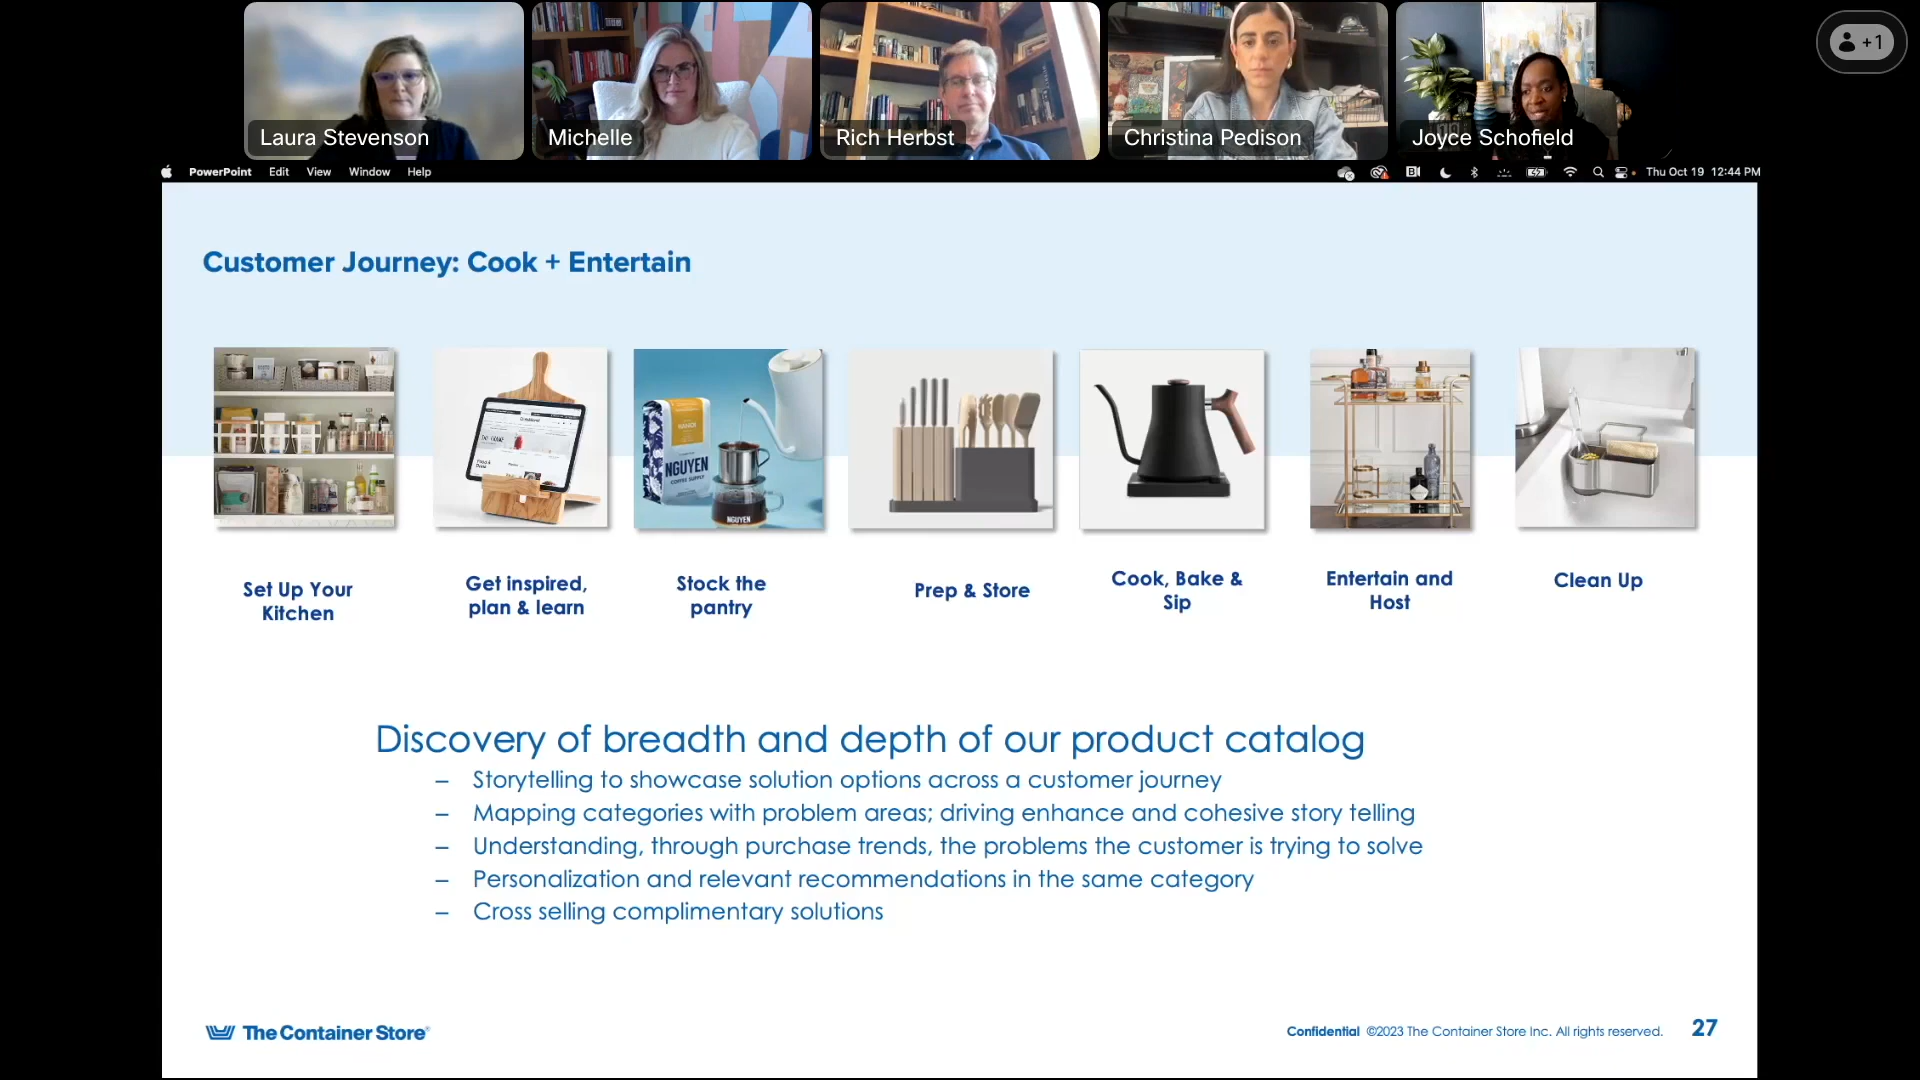 Laura Stevenson
Michelle
Rich Herbst
Christina Pedison
Joyce Schofield
+1
PowerPoint Edit View Window Help
Thu Oct 19 12:44 PM
Customer Journey: Cook + Entertain
NGUYEN
COFFEE SUPPLY
NGUYEN
Set Up Your
Kitchen
Get inspired,
plan & learn
Stock the
pantry
Prep & Store
Cook, Bake &
Sip
Entertain and
Host
Clean Up
Discovery of breadth and depth of our product catalog
– Storytelling to showcase solution options across a customer journey
– Mapping categories with problem areas; driving enhance and cohesive story telling
– Understanding, through purchase trends, the problems the customer is trying to solve
– Personalization and relevant recommendations in the same category
– Cross selling complimentary solutions
The Container Store®
Confidential ©2023 The Container Store Inc. All rights reserved. 27